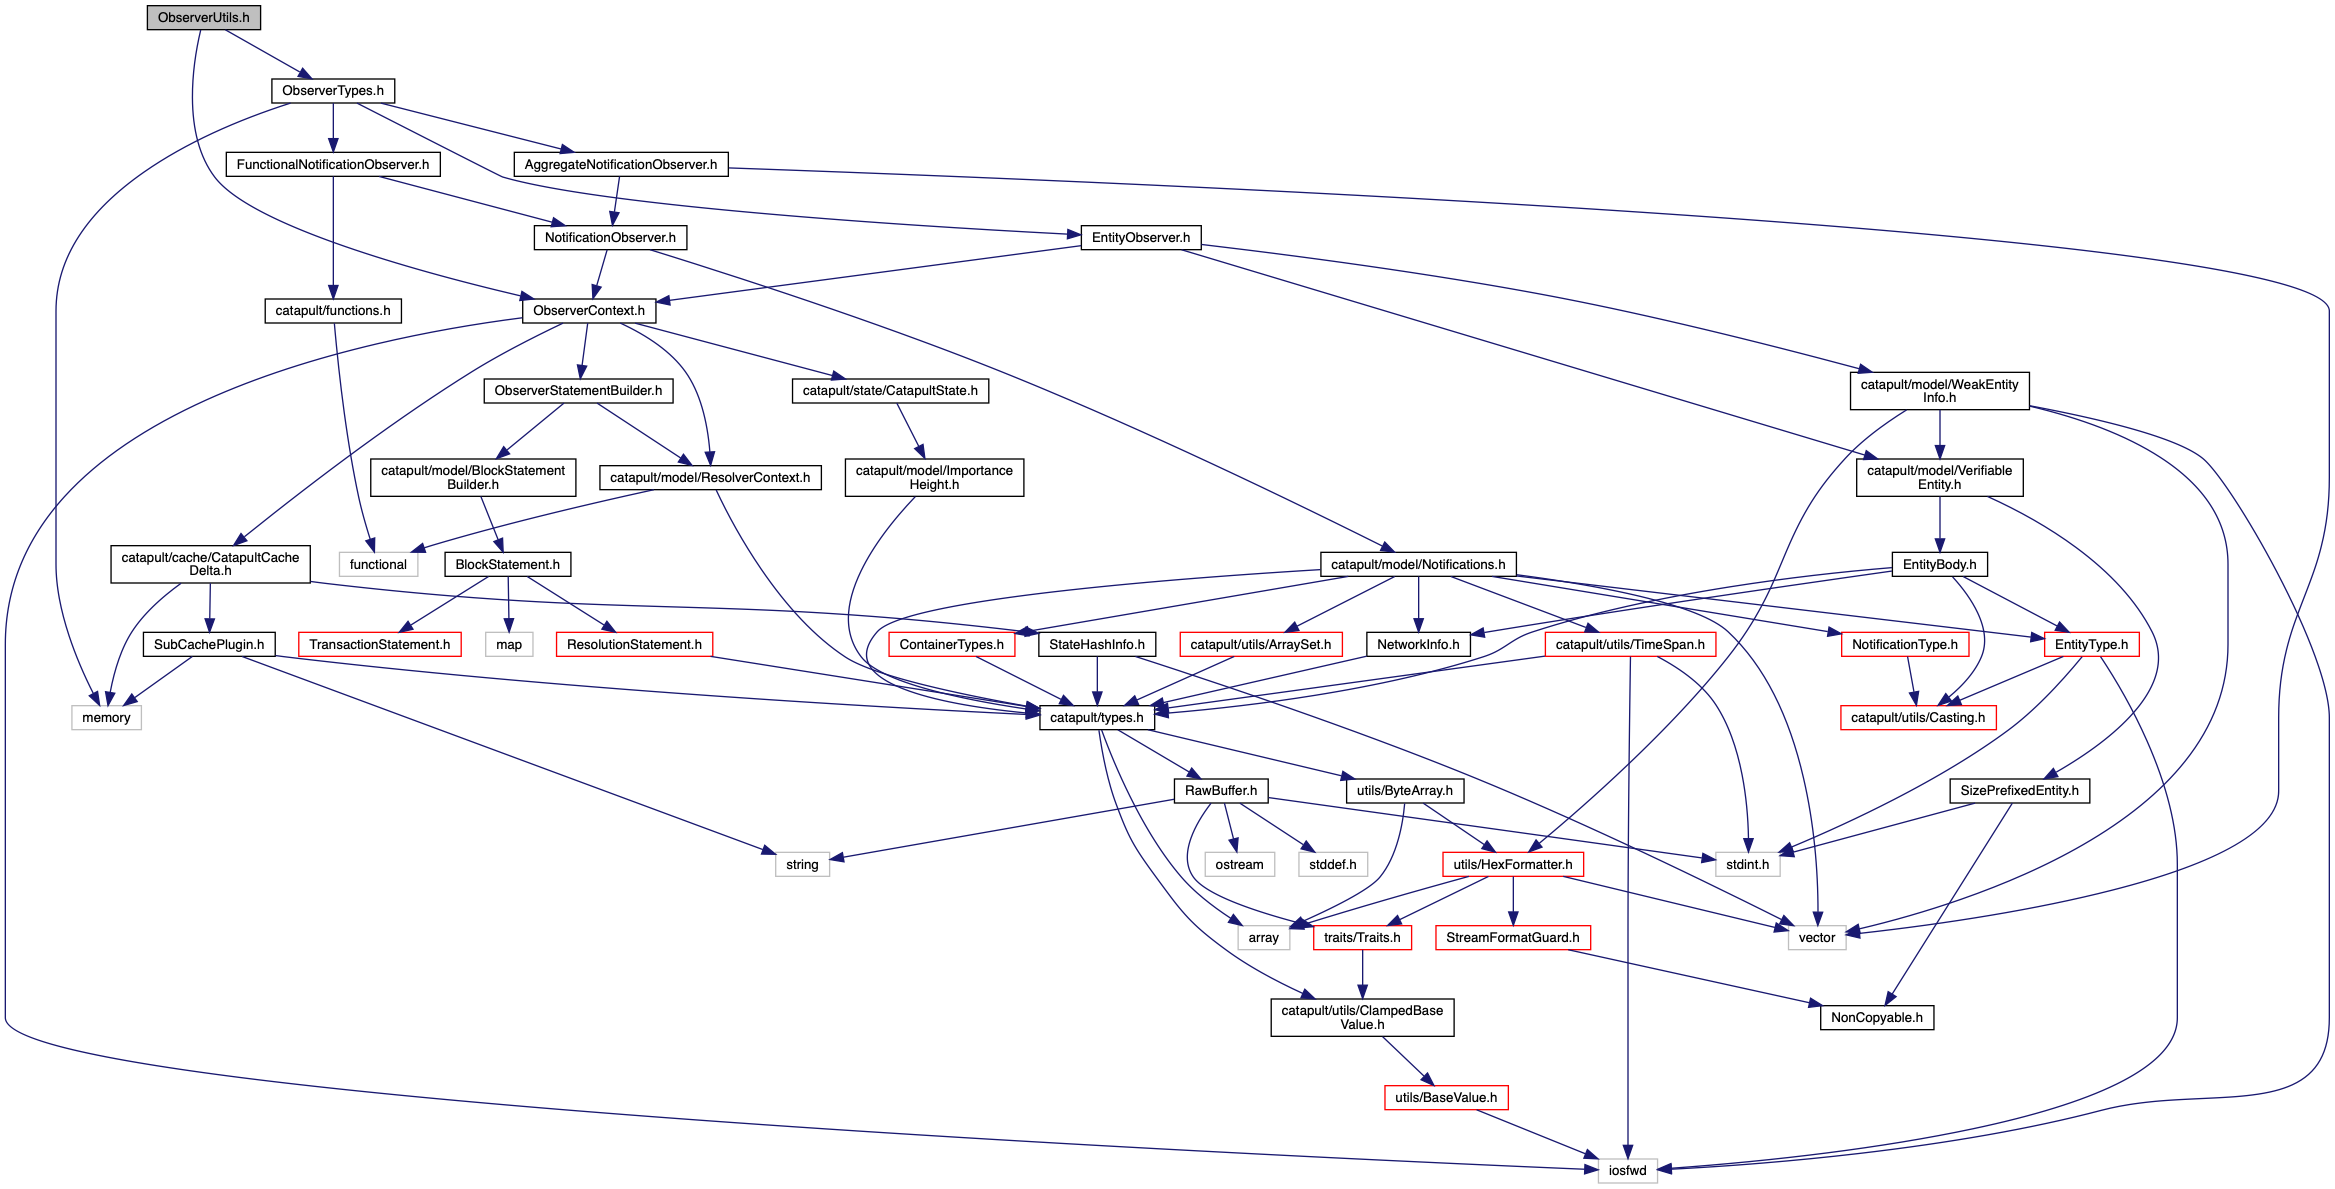 ObserverUtils.h
ObserverTypes.h
FunctionalNotificationObserver.h
AggregateNotificationObserver.h
NotificationObserver.h
EntityObserver.h
catapult/functions.h
ObserverContext.h
ObserverStatementBuilder.h
catapult/state/CatapultState.h
catapult/model/WeakEntity
Info.h
catapult/model/BlockStatement
Builder.h
catapult/model/ResolverContext.h
catapult/model/Importance
Height.h
catapult/model/Verifiable
Entity.h
catapult/cache/CatapultCache
Delta.h
functional
BlockStatement.h
catapult/model/Notifications.h
EntityBody.h
SubCachePlugin.h
TransactionStatement.h
map
ResolutionStatement.h
ContainerTypes.h
StateHashInfo.h
catapult/utils/ArraySet.h
NetworkInfo.h
catapult/utils/TimeSpan.h
NotificationType.h
EntityType.h
memory
catapult/types.h
catapult/utils/Casting.h
RawBuffer.h
utils/ByteArray.h
SizePrefixedEntity.h
string
ostream
stddef.h
utils/HexFormatter.h
stdint.h
array
traits/Traits.h
StreamFormatGuard.h
vector
catapult/utils/ClampedBase
Value.h
NonCopyable.h
utils/BaseValue.h
iosfwd